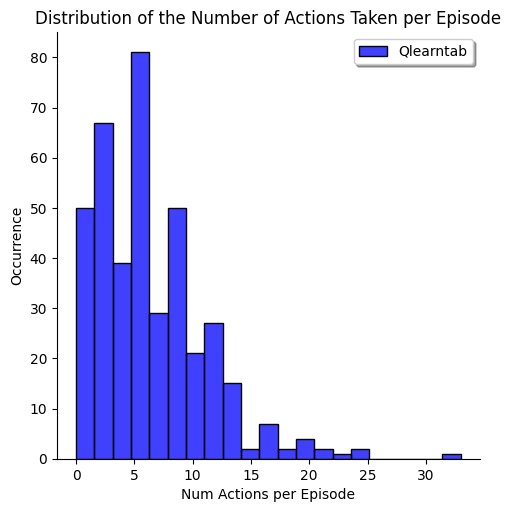 Distribution of the Number of Actions Taken per Episode
Qlearntab
80
70
60
50
40
30
20
10
0
Occurrence
0 5 10 15 20 25 30
Num Actions per Episode